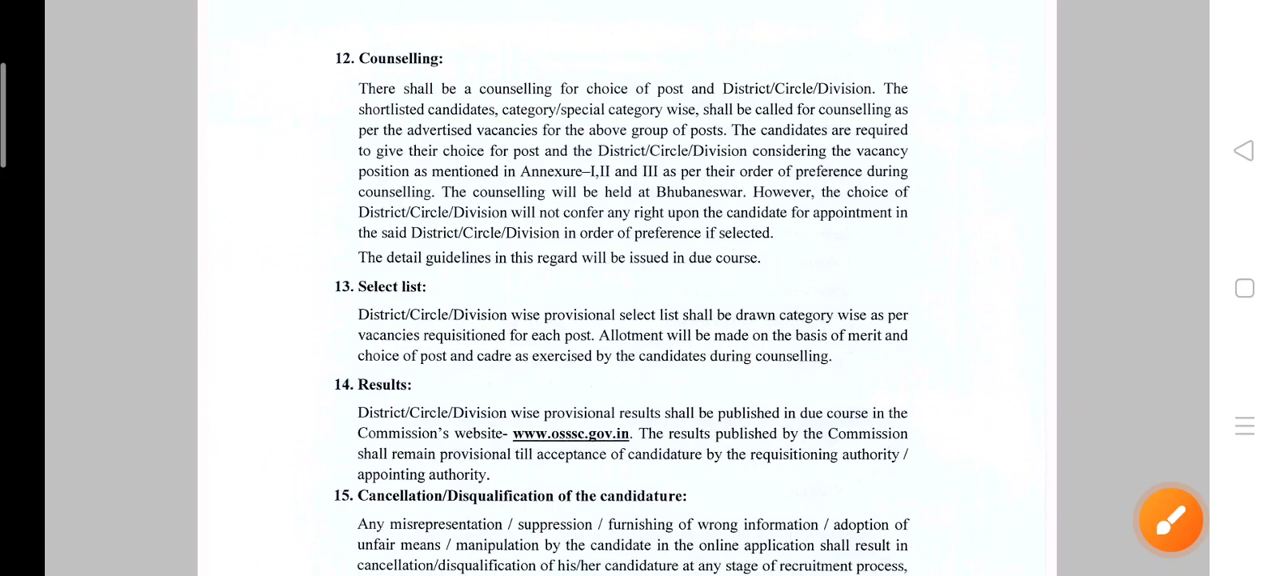 12. Counselling:
There shall be a counselling for choice of post and District/Circle/Division. The
shortlisted candidates, category/special category wise, shall be called for counselling as
per the advertised vacancies for the above group of posts. The candidates are required
to give their choice for post and the District/Circle/Division considering the vacancy
position as mentioned in Annexure–I,II and III as per their order of preference during
counselling. The counselling will be held at Bhubaneswar. However, the choice of
District/Circle/Division will not confer any right upon the candidate for appointment in
the said District/Circle/Division in order of preference if selected.
The detail guidelines in this regard will be issued in due course.
13. Select list:
District/Circle/Division wise provisional select list shall be drawn category wise as per
vacancies requisitioned for each post. Allotment will be made on the basis of merit and
choice of post and cadre as exercised by the candidates during counselling.
14. Results:
District/Circle/Division wise provisional results shall be published in due course in the
Commission's website- www.osssc.gov.in. The results published by the Commission
shall remain provisional till acceptance of candidature by the requisitioning authority /
appointing authority.
15. Cancellation/Disqualification of the candidature:
Any misrepresentation / suppression / furnishing of wrong information / adoption of
unfair means / manipulation by the candidate in the online application shall result in
cancellation/disqualification of his/her candidature at any stage of recruitment process,